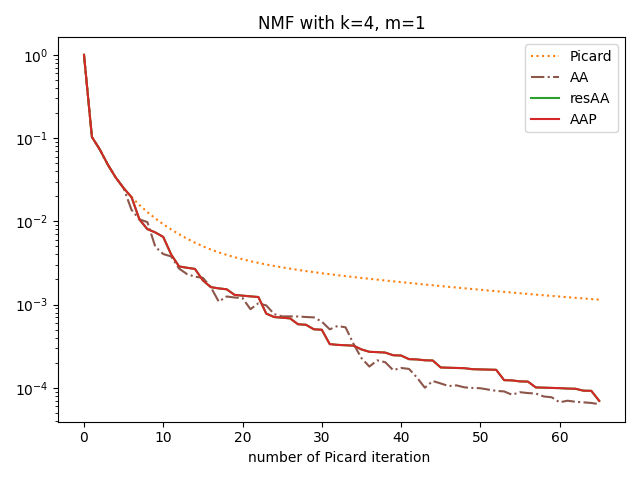 NMF with k=4, m=1
Picard
AA
resAA
AAP
10⁰
10⁻¹
10⁻²
10⁻³
10⁻⁴
0 10 20 30 40 50 60
number of Picard iteration